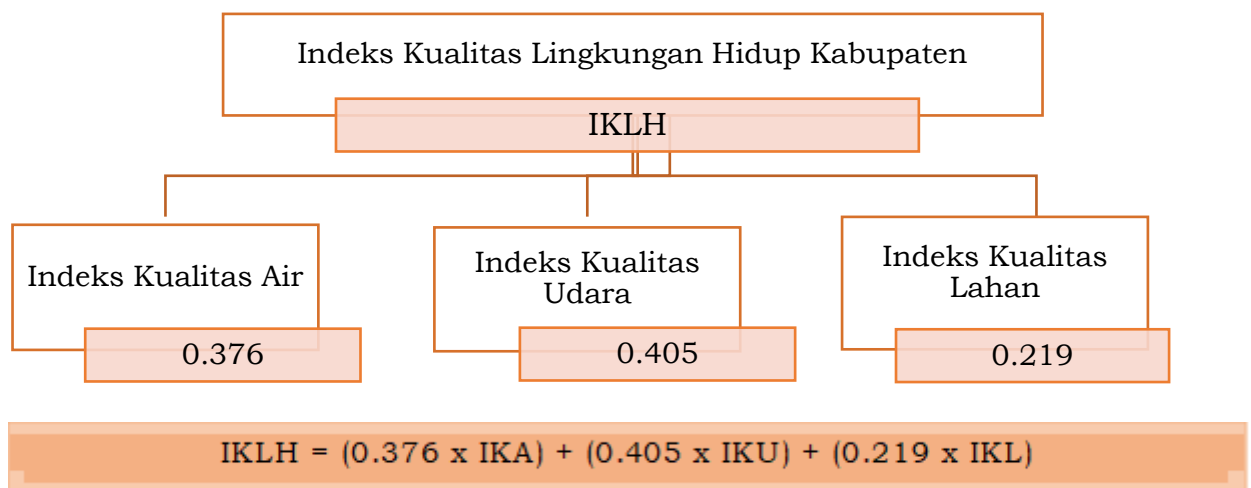 Indeks Kualitas Lingkungan Hidup Kabupaten
IKLH
Indeks Kualitas Air
0.376
Indeks Kualitas
Udara
0.405
Indeks Kualitas
Lahan
0.219
IKLH = (0.376 x IKA) + (0.405 x IKU) + (0.219 x IKL)